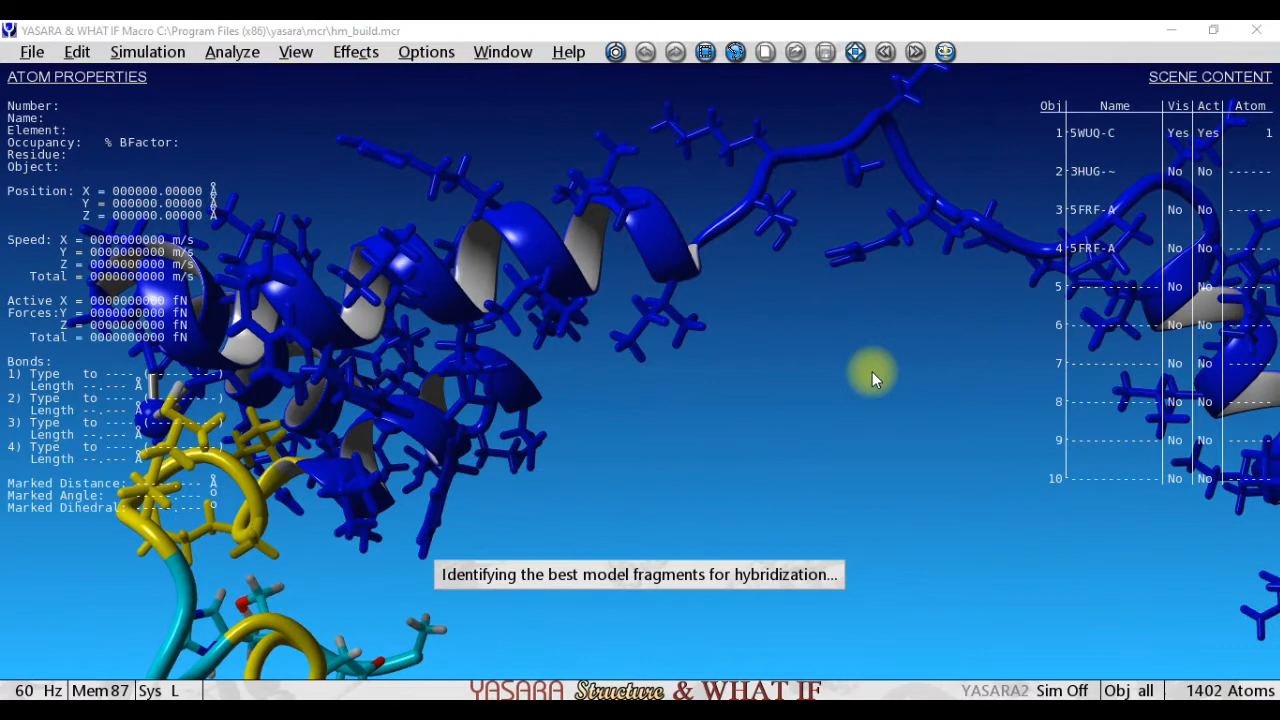 YASARA & WHAT IF Macro C:\Program Files (x86)\yasara\mcr\hm_build.mcr
File Edit Simulation Analyze View Effects Options Window Help
ATOM PROPERTIES
Number:
Name:
Element:
Occupancy: % BFactor:
Residue:
Object:
Position: X = 000000.00000 Å
Y = 000000.00000 Å
Z = 000000.00000 Å
Speed: X = 0000000000 m/s
Y = 0000000000 m/s
Z = 0000000000 m/s
Total = 0000000000 m/s
Active X = 0000000000 fN
Forces:Y = 0000000000 fN
Z = 0000000000 fN
Total = 0000000000 fN
Bonds:
1) Type to ----(--------)
Length --.--- Å
2) Type to ----(--------)
Length --.--- Å
3) Type to ----(--------)
Length --.--- Å
4) Type to ----(--------)
Length --.--- Å
Marked Distance: ----.--- Å
Marked Angle: ----.--- o
Marked Dihedral:----.--- o
SCENE CONTENT
Obj Name Vis Act Atom
1 5WUQ-C Yes Yes 1
2 3HUG-~ No No ------
3 5FRF-A No No ------
4 5FRF-A No No ------
5 ------------ No No ------
6 ------------ No No ------
7 ------------ No No ------
8 ------------ No No ------
9 ------------ No No ------
10 ------------ No No ------
Identifying the best model fragments for hybridization...
60 Hz Mem87 Sys L YASARA Structure & WHAT IF YASARA2 Sim Off Obj all 1402 Atoms